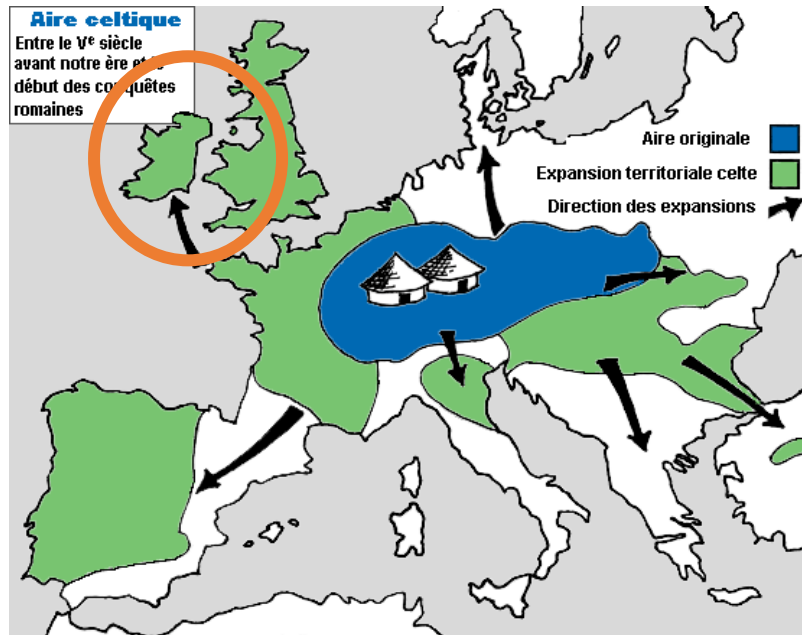 Aire celtique
Entre le Ve siècle
avant notre ère et le
début des conquêtes
romaines
Aire originale
Expansion territoriale celte
Direction des expansions